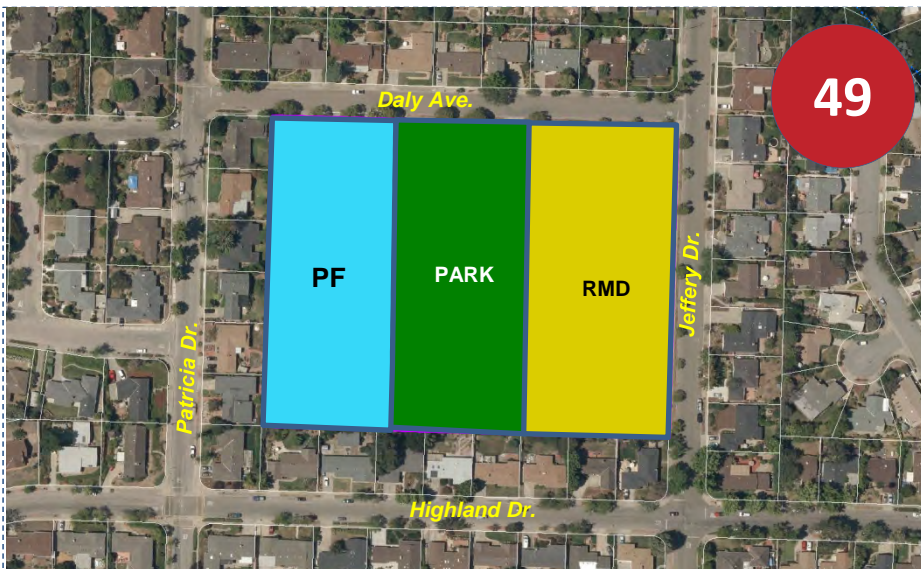 Daly Ave.
49
PF
PARK
RMD
Jeffery Dr.
Patricia Dr.
Highland Dr.